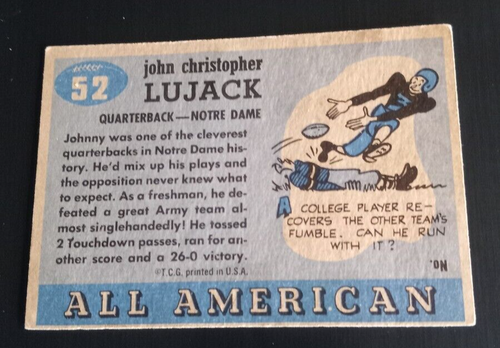 52
john christopher
LUJACK
QUARTERBACK—NOTRE DAME
Johnny was one of the cleverest
quarterbacks in Notre Dame his-
tory. He'd mix up his plays and
the opposition never knew what
to expect. As a freshman, he de-
feated a great Army team al-
most singlehandedly! He tossed
2 Touchdown passes, ran for an-
other score and a 26-0 victory.
©T.C.G. printed in U.S.A.
A COLLEGE PLAYER RE-
COVERS THE OTHER TEAM'S
FUMBLE. CAN HE RUN
WITH IT?
No.
ALL AMERICAN